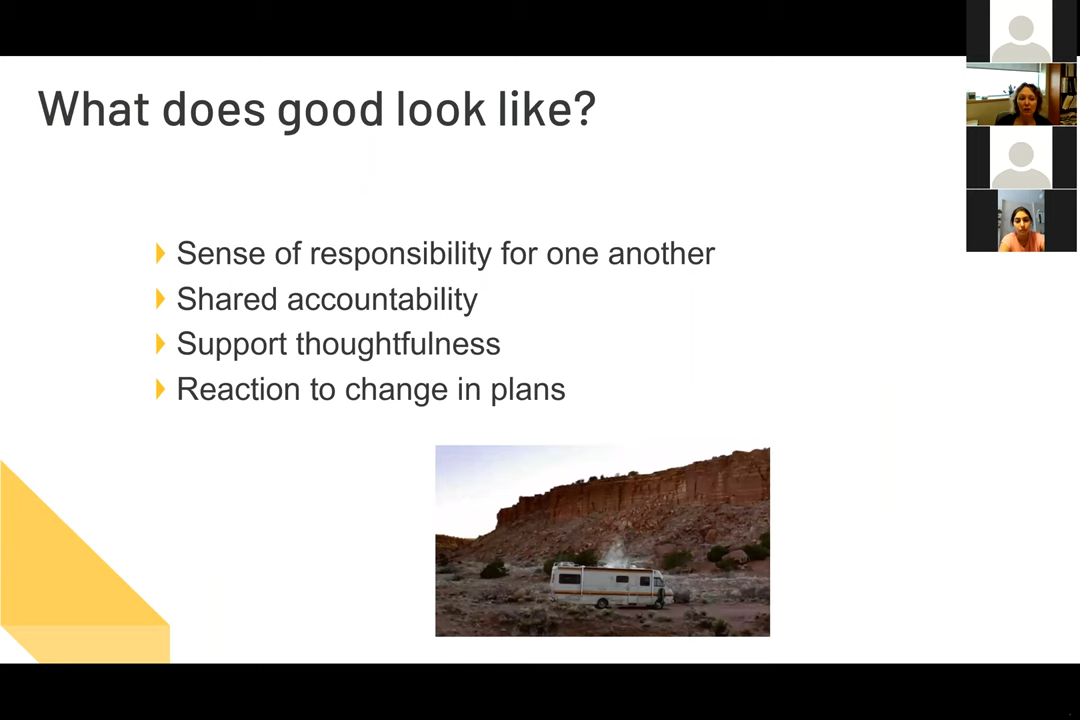 What does good look like?
Sense of responsibility for one another
Shared accountability
Support thoughtfulness
Reaction to change in plans